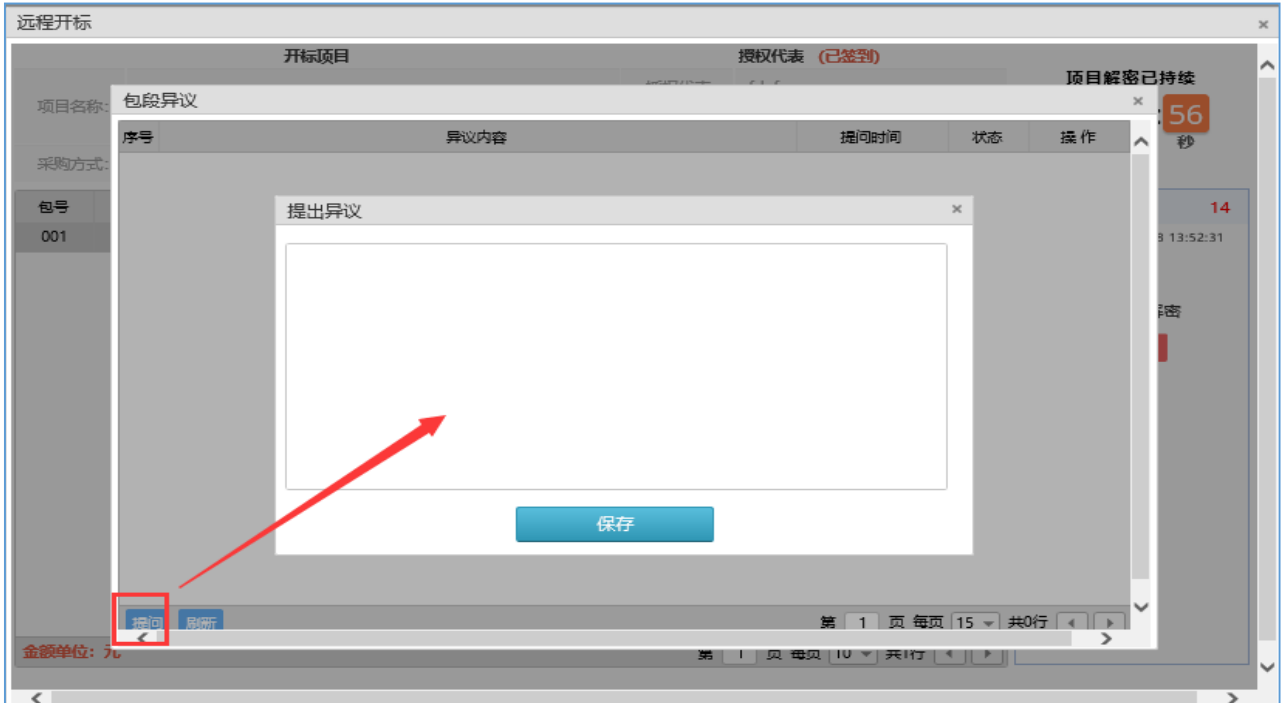 远程开标
开标项目 授权代表 (已签到)
项目解密已持续
项目名称: 包段异议 56
序号 异议内容 提问时间 状态 操作 秒
采购方式:
包号 提出异议 14
001 13:52:31
密
保存
提问 刷新 第 1 页 每页 15 共0行
金额单位: 元 第 1 页 每页 10 共1行